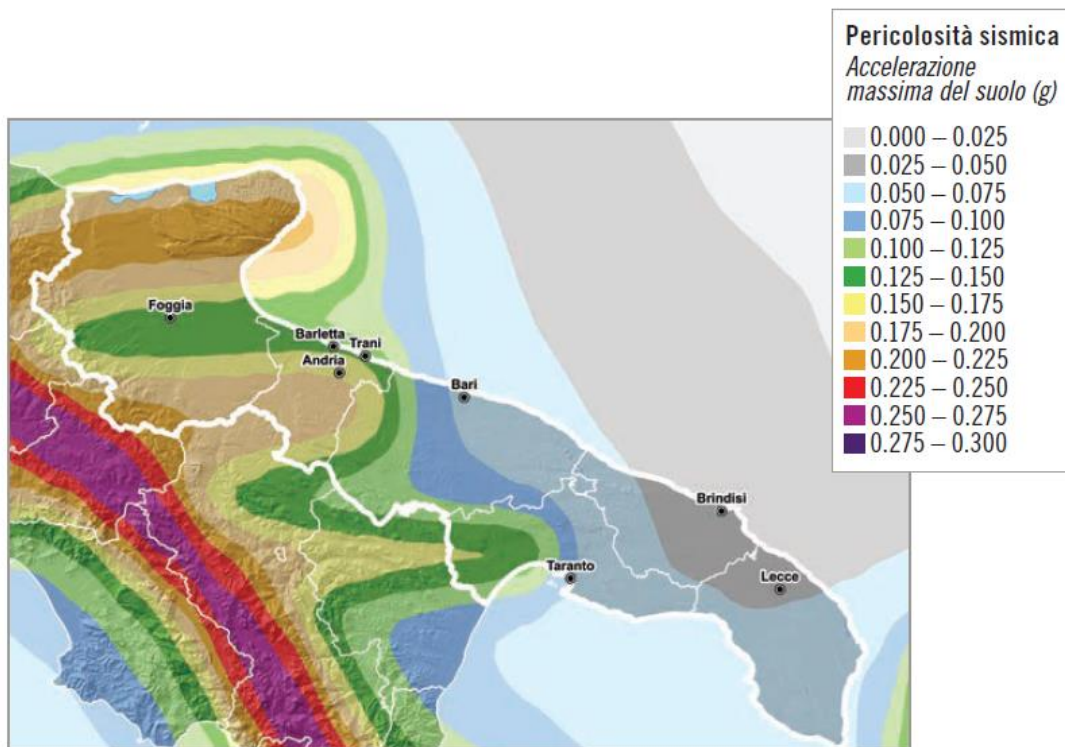 Pericolosità sismica
Accelerazione
massima del suolo (g)
0.000 – 0.025
0.025 – 0.050
0.050 – 0.075
0.075 – 0.100
0.100 – 0.125
0.125 – 0.150
0.150 – 0.175
0.175 – 0.200
0.200 – 0.225
0.225 – 0.250
0.250 – 0.275
0.275 – 0.300
Foggia
Barletta
Trani
Andria
Bari
Brindisi
Taranto
Lecce